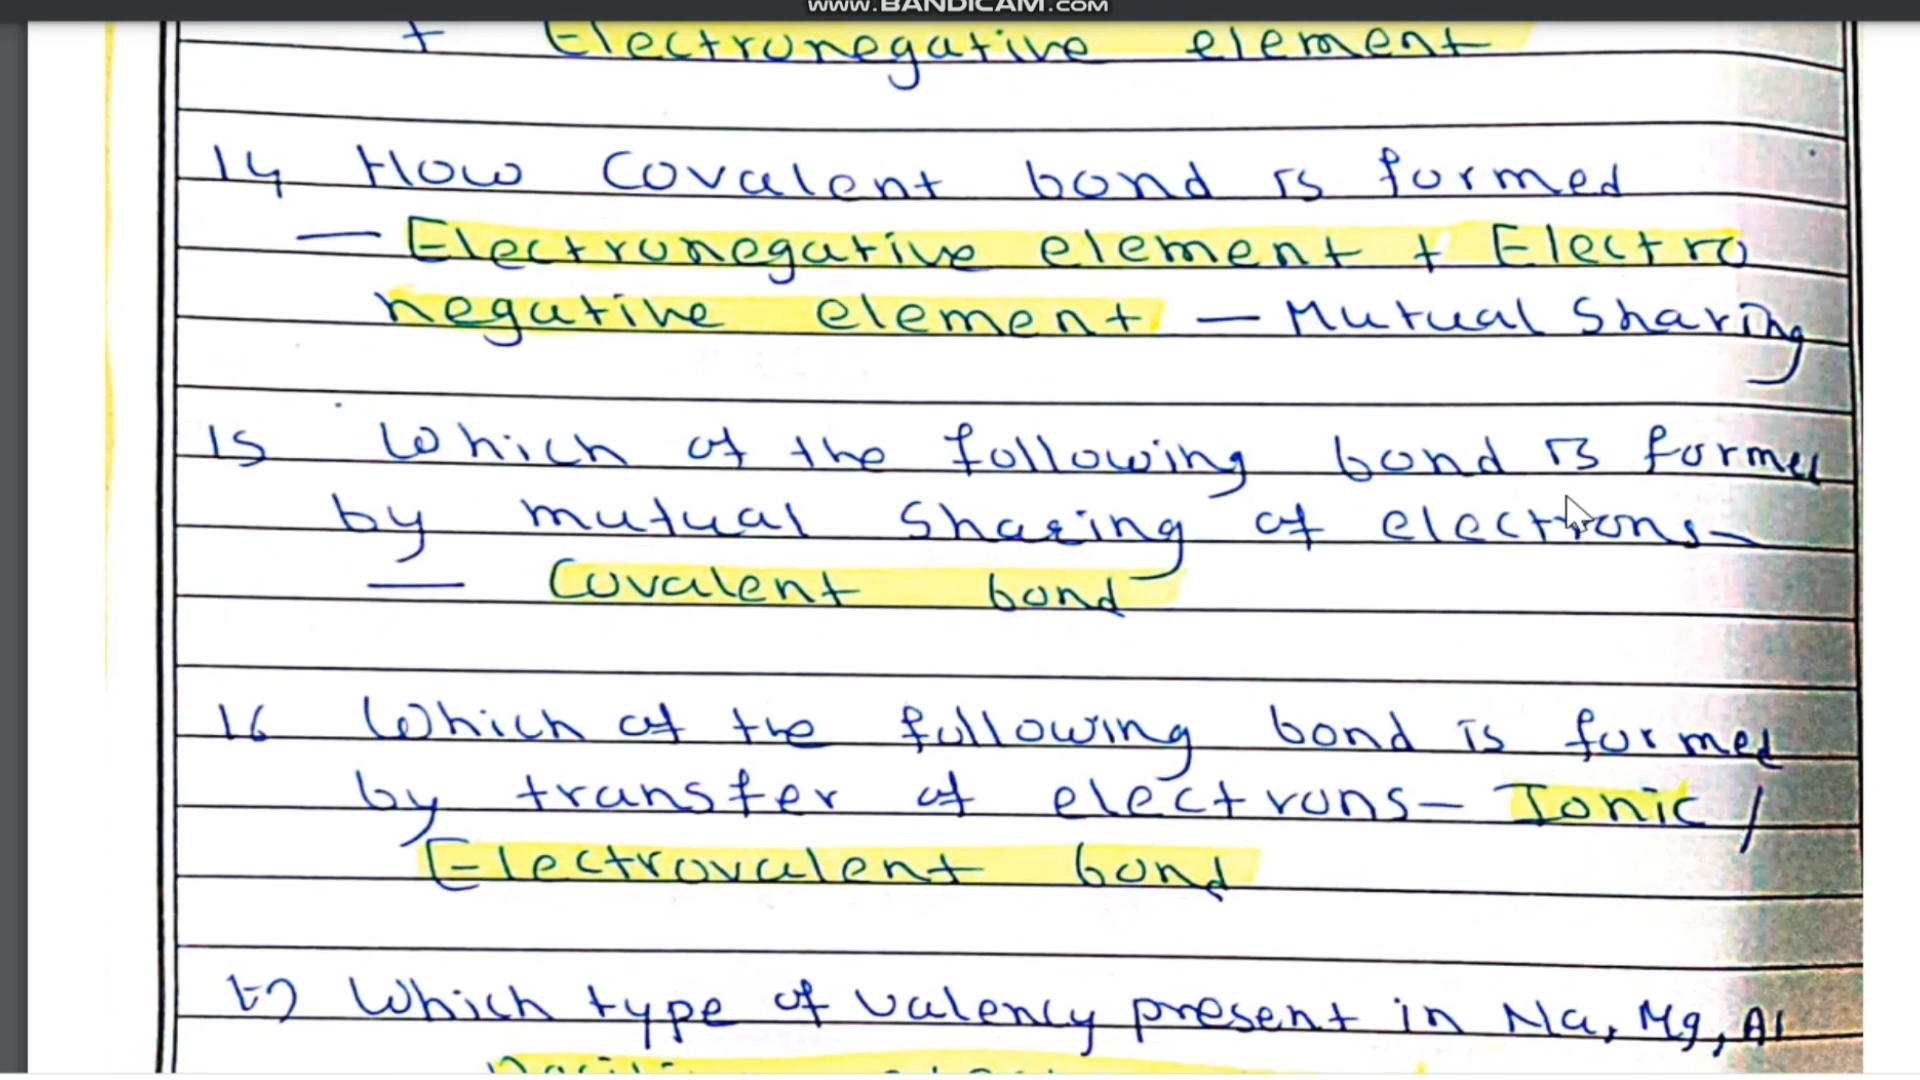 WWW.BANDICAM.COM
+ Electronegative element
14 How Covalent bond is formed
— Electronegative element + Electro
negative element — Mutual Sharing
15 Which of the following bond is formed
by mutual Sharing of electrons—
— Covalent bond
16 Which of the following bond is formed
by transfer of electrons— Ionic /
Electrovalent bond
17 Which type of valency present in Na, Mg, Al